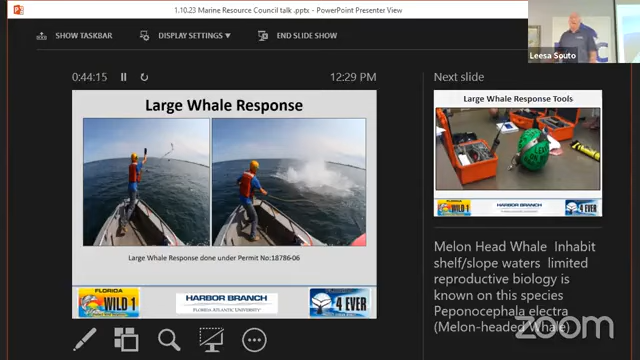 1.10.23 Marine Resource Council talk .pptx - PowerPoint Presenter View
SHOW TASKBAR
DISPLAY SETTINGS
END SLIDE SHOW
Leesa Souto
0:44:15
12:29 PM
Next slide
Large Whale Response
Large Whale Response done under Permit No:18786-06
FLORIDA
WILD 1
HARBOR BRANCH
FLORIDA ATLANTIC UNIVERSITY
4 EVER
Large Whale Response Tools
WILD 1
HARBOR BRANCH
4 EVER
Melon Head Whale Inhabit
shelf/slope waters limited
reproductive biology is
known on this species
Peponocephala electra
(Melon-headed Whale)
zoom